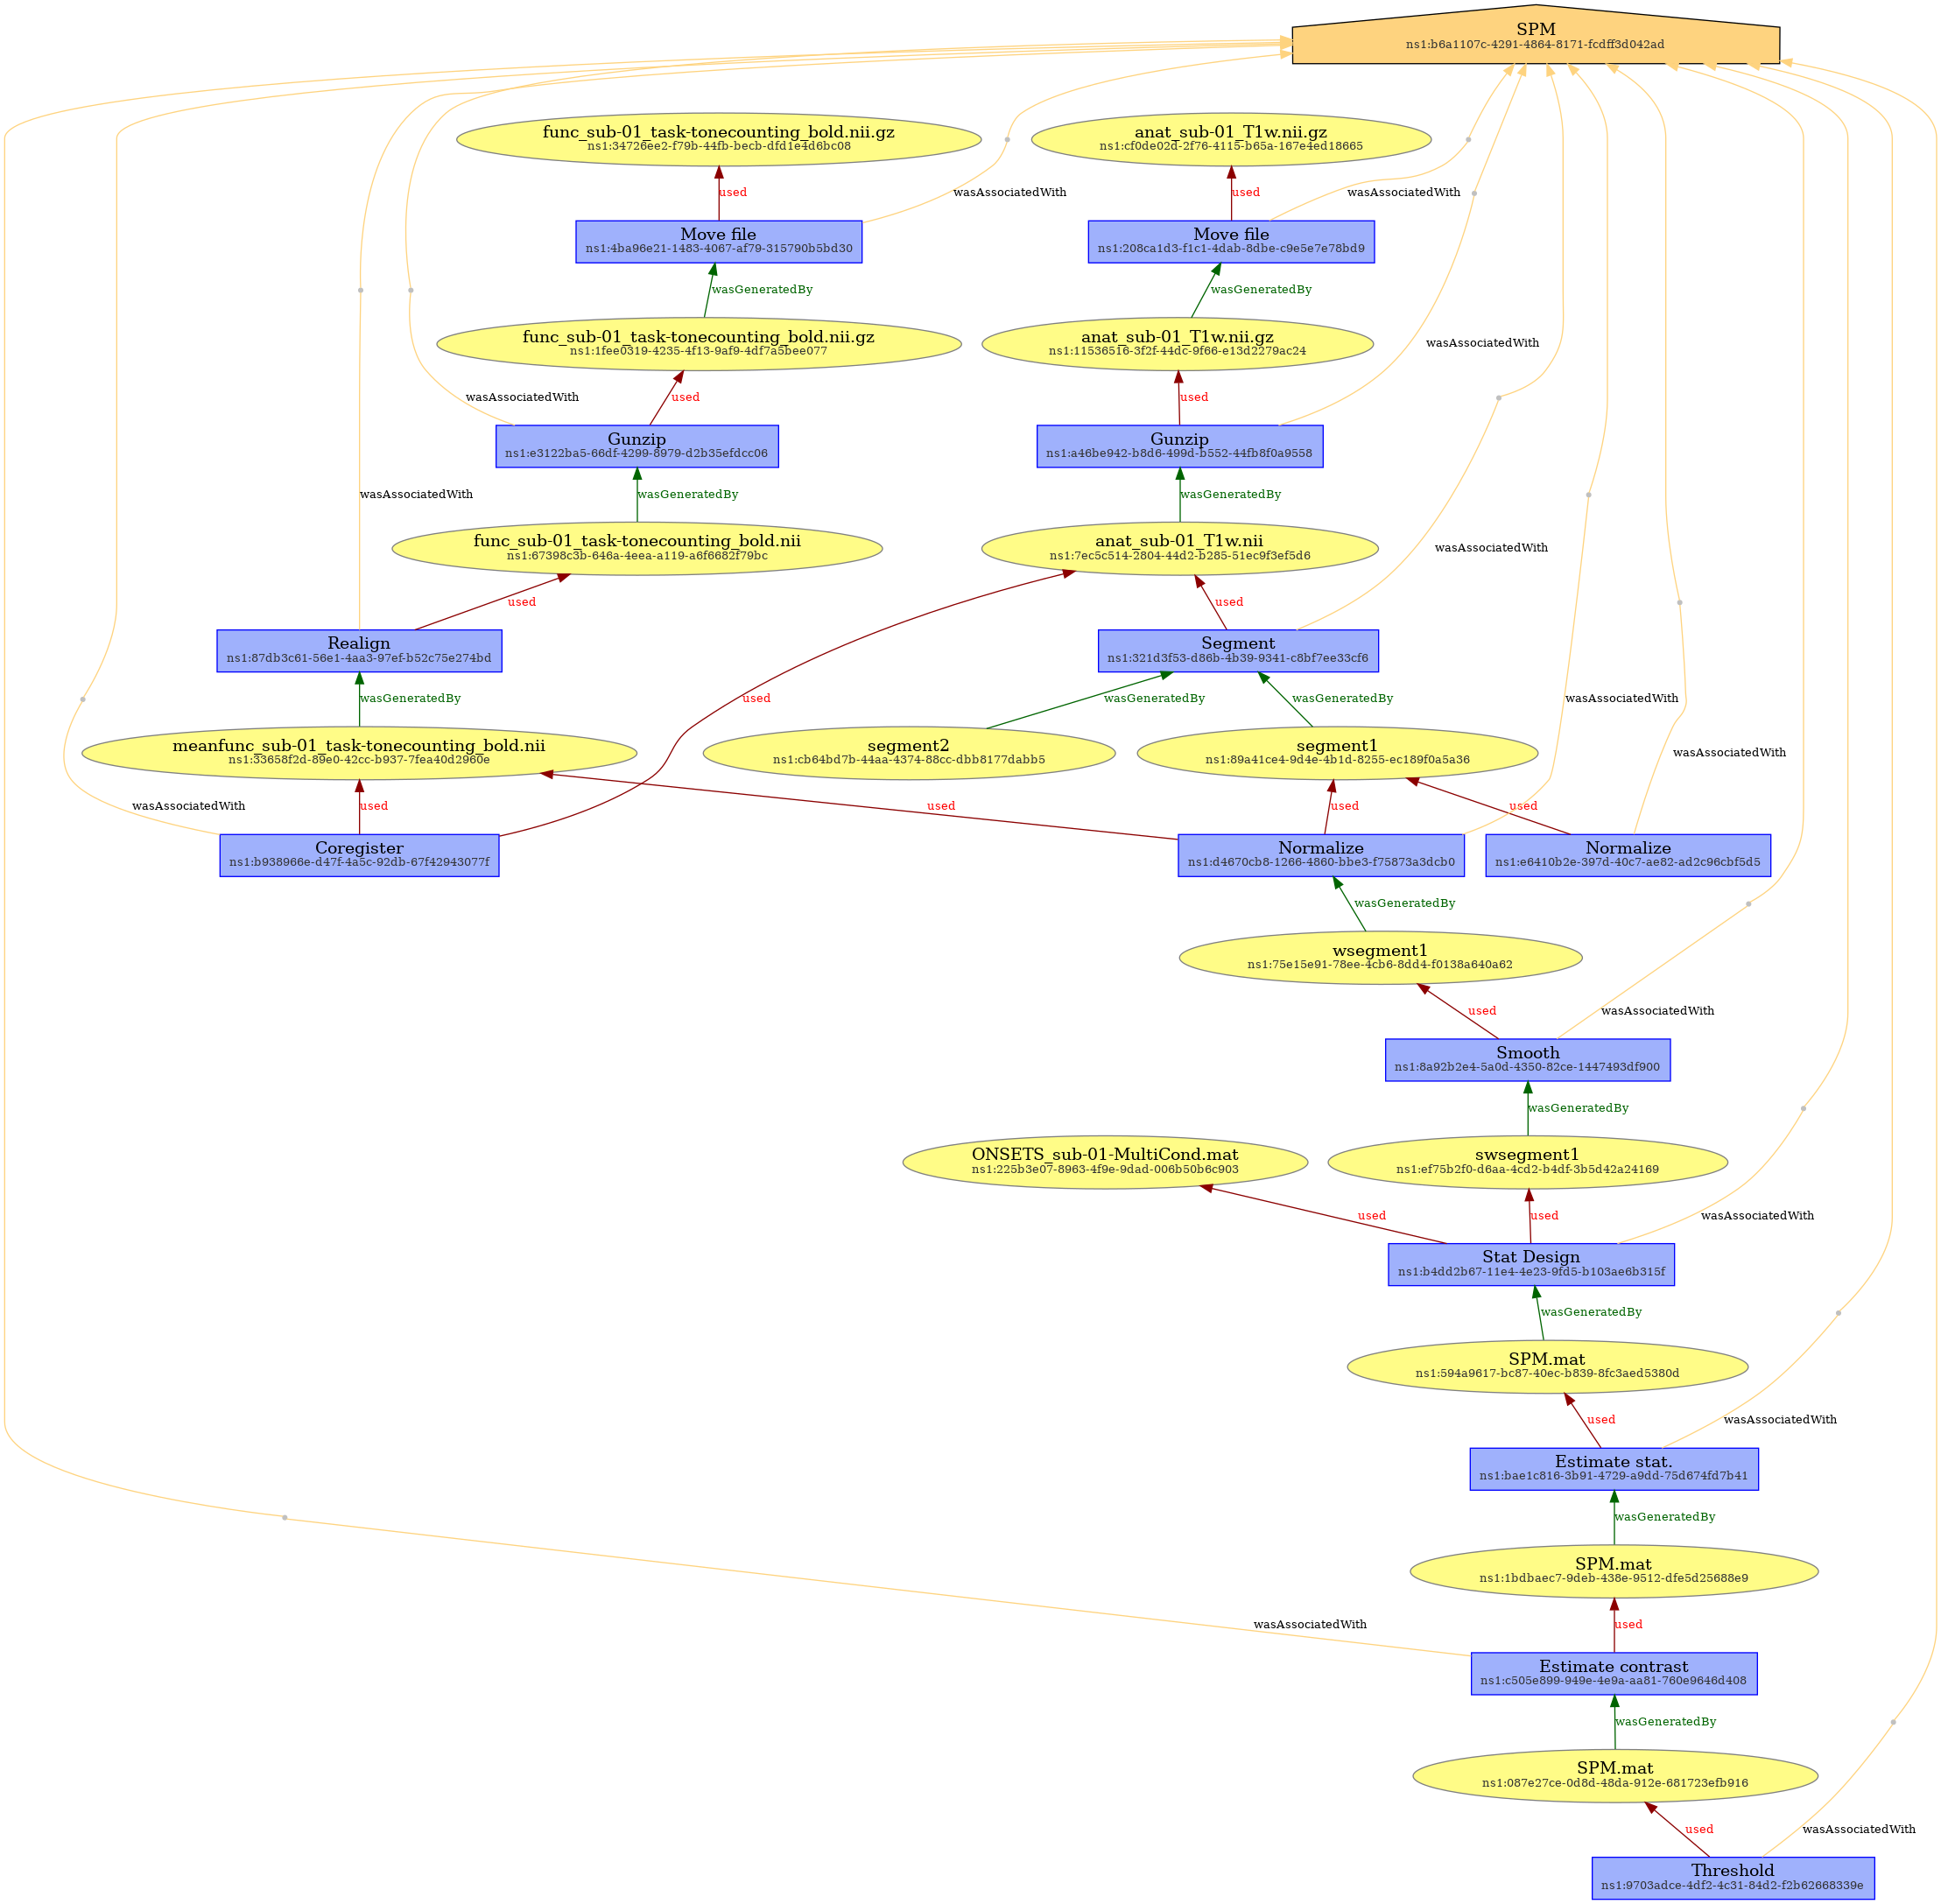 SPM
ns1:b6a1107c-4291-4864-8171-fcdff3d042ad
func_sub-01_task-tonecounting_bold.nii.gz
ns1:34726ee2-f79b-44fb-becb-dfd1e4d6bc08
anat_sub-01_T1w.nii.gz
ns1:cf0de02d-2f76-4115-b65a-167e4ed18665
used
wasAssociatedWith
used
wasAssociatedWith
Move file
ns1:4ba96e21-1483-4067-af79-315790b5bd30
Move file
ns1:208ca1d3-f1c1-4dab-8dbe-c9e5e7e78bd9
wasGeneratedBy
wasGeneratedBy
func_sub-01_task-tonecounting_bold.nii.gz
ns1:1fee0319-4235-4f13-9af9-4df7a5bee077
anat_sub-01_T1w.nii.gz
ns1:11536516-3f2f-44dc-9f66-e13d2279ac24
wasAssociatedWith
wasAssociatedWith
used
used
Gunzip
ns1:e3122ba5-66df-4299-8979-d2b35efdcc06
Gunzip
ns1:a46be942-b8d6-499d-b552-44fb8f0a9558
wasAssociatedWith
wasGeneratedBy
wasGeneratedBy
func_sub-01_task-tonecounting_bold.nii
ns1:67398c3b-646a-4eea-a119-a6f6682f79bc
anat_sub-01_T1w.nii
ns1:7ec5c514-2804-44d2-b285-51ec9f3ef5d6
wasAssociatedWith
used
used
Realign
ns1:87db3c61-56e1-4aa3-97ef-b52c75e274bd
Segment
ns1:321d3f53-d86b-4b39-9341-c8bf7ee33cf6
wasGeneratedBy
used
wasGeneratedBy
wasGeneratedBy
wasAssociatedWith
meanfunc_sub-01_task-tonecounting_bold.nii
ns1:33658f2d-89e0-42cc-b937-7fea40d2960e
segment2
ns1:cb64bd7b-44aa-4374-88cc-dbb8177dabb5
segment1
ns1:89a41ce4-9d4e-4b1d-8255-ec189f0a5a36
wasAssociatedWith
wasAssociatedWith
used
used
used
used
Coregister
ns1:b938966e-d47f-4a5c-92db-67f42943077f
Normalize
ns1:d4670cb8-1266-4860-bbe3-f75873a3dcb0
Normalize
ns1:e6410b2e-397d-40c7-ae82-ad2c96cbf5d5
wasGeneratedBy
wsegment1
ns1:75e15e91-78ee-4cb6-8dd4-f0138a640a62
used
wasAssociatedWith
Smooth
ns1:8a92b2e4-5a0d-4350-82ce-1447493df900
wasGeneratedBy
ONSETS_sub-01-MultiCond.mat
ns1:225b3e07-8963-4f9e-9dad-006b50b6c903
swsegment1
ns1:ef75b2f0-d6aa-4cd2-b4df-3b5d42a24169
used
used
wasAssociatedWith
Stat Design
ns1:b4dd2b67-11e4-4e23-9fd5-b103ae6b315f
wasGeneratedBy
SPM.mat
ns1:594a9617-bc87-40ec-b839-8fc3aed5380d
used
wasAssociatedWith
Estimate stat.
ns1:bae1c816-3b91-4729-a9dd-75d674fd7b41
wasGeneratedBy
SPM.mat
ns1:1bdbaec7-9deb-438e-9512-dfe5d25688e9
wasAssociatedWith
used
Estimate contrast
ns1:c505e899-949e-4e9a-aa81-760e9646d408
wasGeneratedBy
SPM.mat
ns1:087e27ce-0d8d-48da-912e-681723efb916
used
wasAssociatedWith
Threshold
ns1:9703adce-4df2-4c31-84d2-f2b62668339e